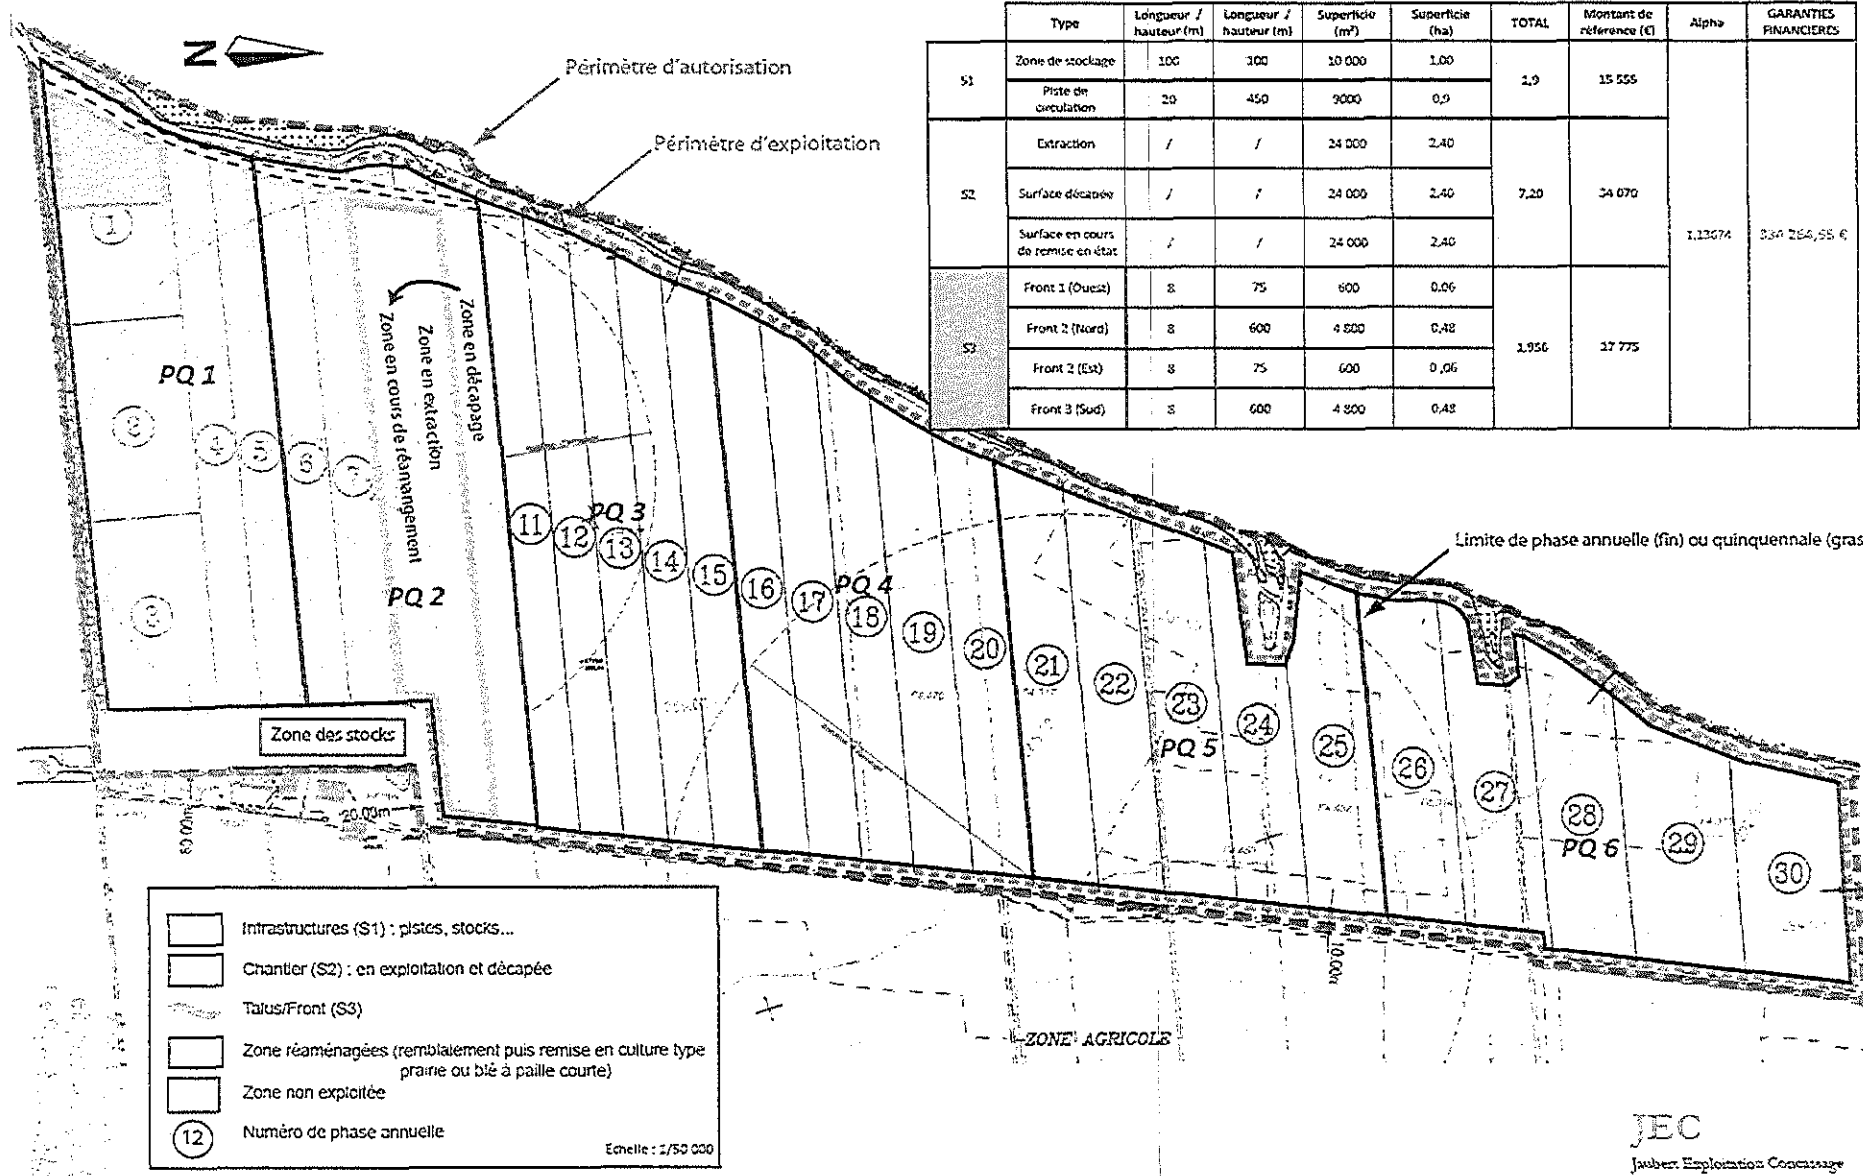 N
Périmètre d'autorisation
Périmètre d'exploitation
Type
Longueur / hauteur (m)
Longueur / hauteur (m)
Superficie (m²)
Superficie (ha)
TOTAL
Montant de référence (€)
Alpha
GARANTIES FINANCIERES
S1
Zone de stockage 100 100 10 000 1,00
1,9 15 555
Piste de circulation 20 450 9000 0,9
S2
Extraction / / 24 000 2,40
Surface décapée / / 24 000 2,40
7,20 34 070
Surface en cours de remise en état / / 24 000 2,40
S3
Front 1 (Ouest) 8 75 600 0,06
Front 2 (Nord) 8 600 4 800 0,48
1,956 17 775
Front 2 (Est) 8 75 600 0,06
Front 3 (Sud) 8 600 4 800 0,48
PQ 1
1
4
5
6
7
Zone en décapage
Zone en extraction
Zone en cours de réamangement
PQ 2
11
12
PQ 3
13
14
15
16
17
PQ 4
18
19
20
21
22
23
PQ 5
24
25
26
27
28
PQ 6
29
30
Limite de phase annuelle (fin) ou quinquennale (gras
Zone des stocks
20.00m
10.00m
ZONE AGRICOLE
Infrastructures (S1) : pistes, stocks...
Chantier (S2) : en exploitation et décapée
Talus/Front (S3)
Zone réaménagées (remblaiement puis remise en culture type
prairie ou blé à paille courte)
Zone non exploitée
12
Numéro de phase annuelle
Echelle : 1/50 000
JEC
Jaubert Exploitation Concassage